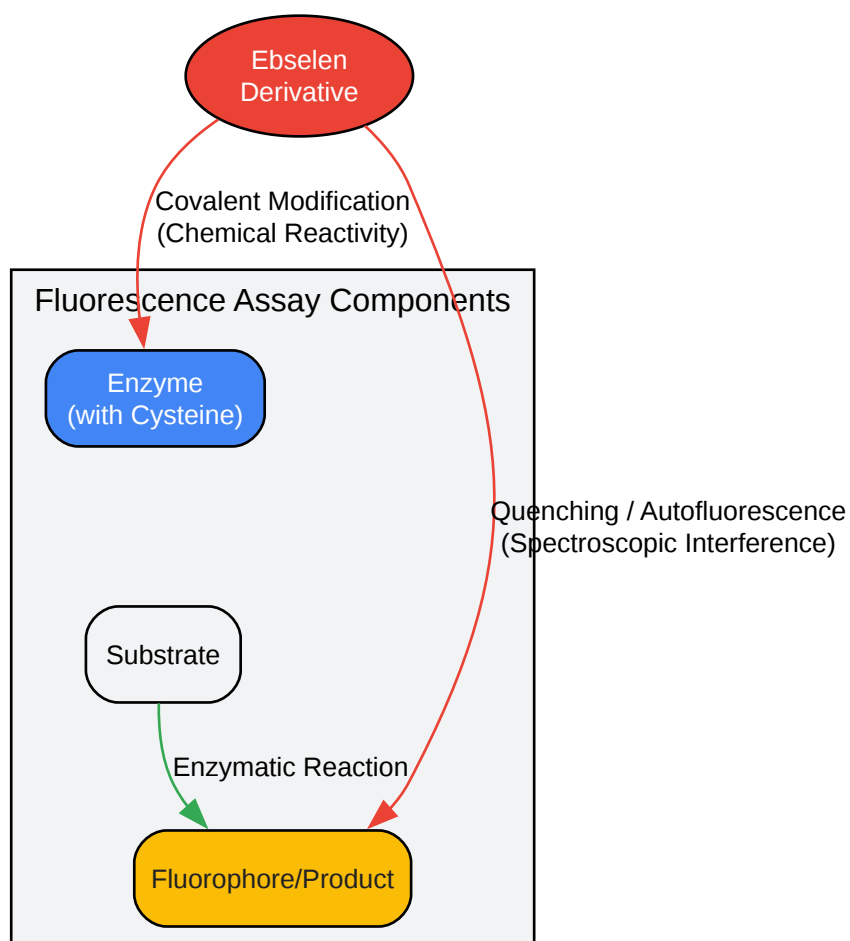 Ebselen
Derivative
Covalent Modification
(Chemical Reactivity)
Fluorescence Assay Components
Enzyme
(with Cysteine)
Quenching / Autofluorescence
(Spectroscopic Interference)
Substrate
Enzymatic Reaction
Fluorophore/Product